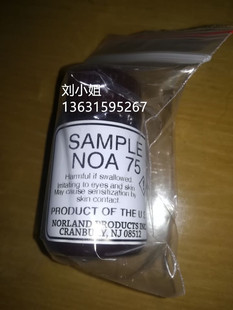 刘小姐
13631595267
SAMPLE
NOA 75
Harmful if swallowed
Irritating to eyes and skin
May cause sensitization by
skin contact
PRODUCT OF THE U.S
NORLAND PRODUCTS INC
CRANBURY, NJ 08512